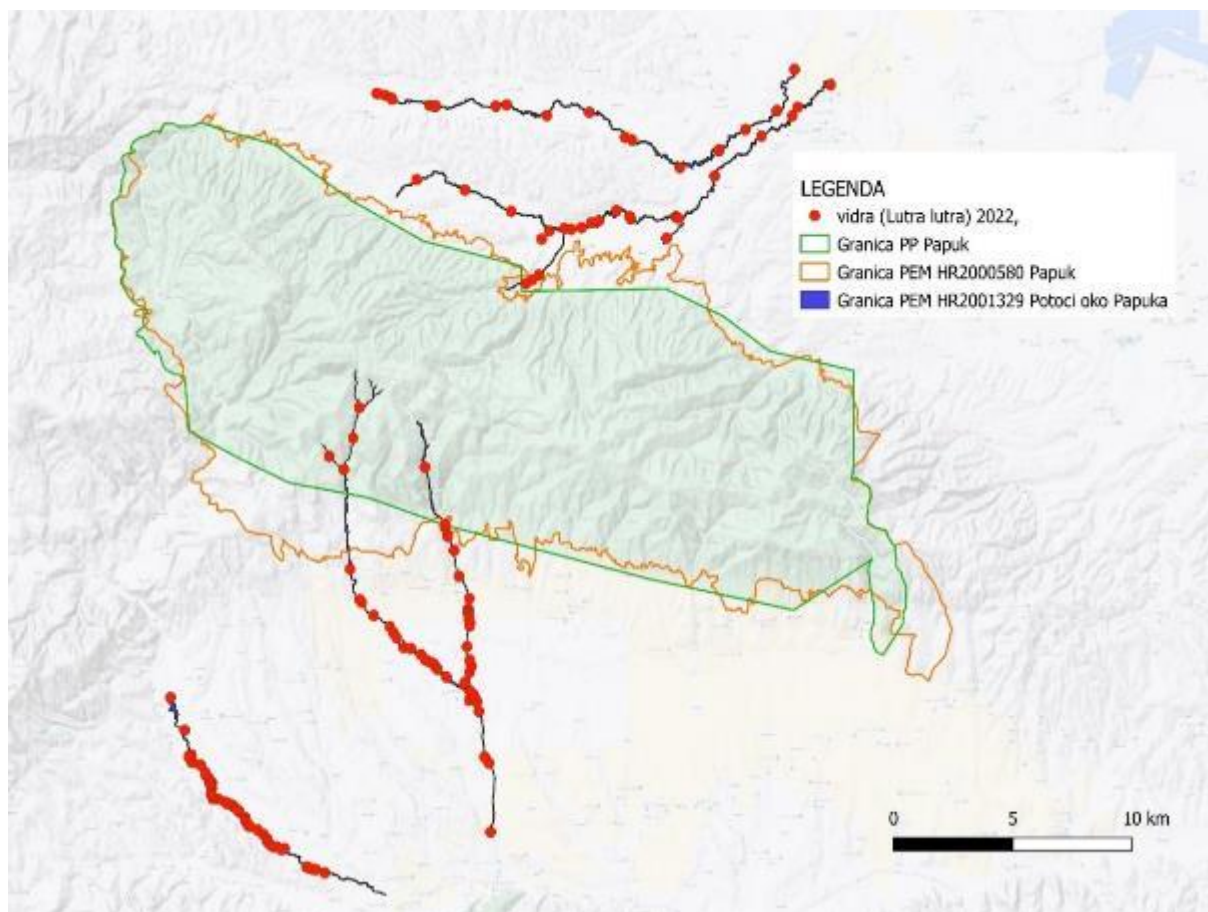 LEGENDA
vidra (Lutra lutra) 2022,
Granica PP Papuk
Granica PEM HR2000580 Papuk
Granica PEM HR2001329 Potoci oko Papuka
0 5 10 km